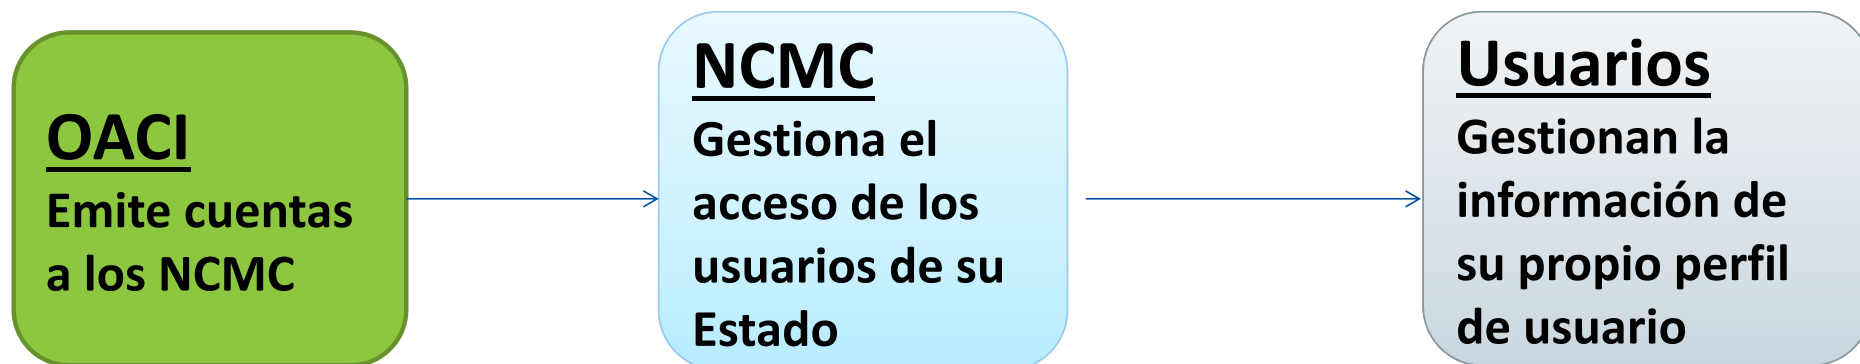 OACI
Emite cuentas
a los NCMC
NCMC
Gestiona el
acceso de los
usuarios de su
Estado
Usuarios
Gestionan la
información de
su propio perfil
de usuario